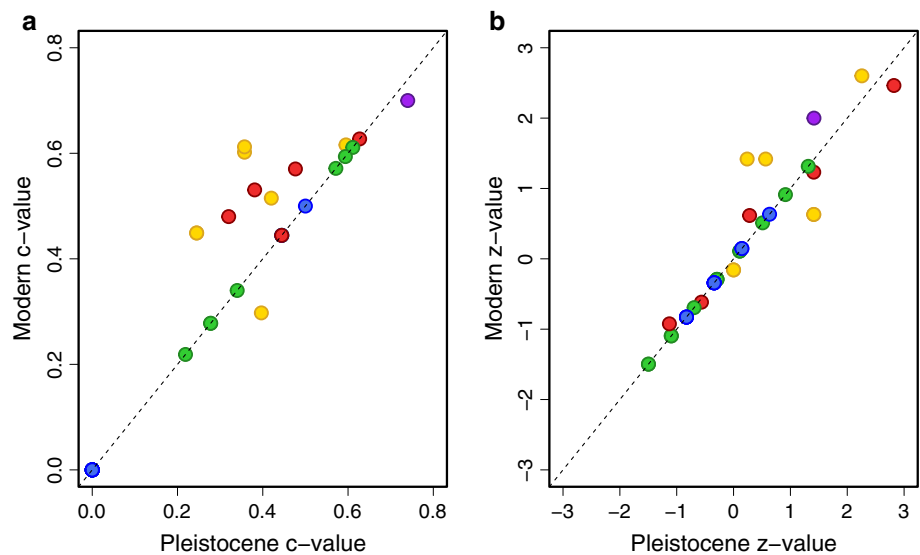 a
Modern c−value
0.8
0.6
0.4
0.2
0.0
0.0 0.2 0.4 0.6 0.8
Pleistocene c−value
b
Modern z−value
3
2
1
0
−1
−2
−3
−3 −2 −1 0 1 2 3
Pleistocene z−value